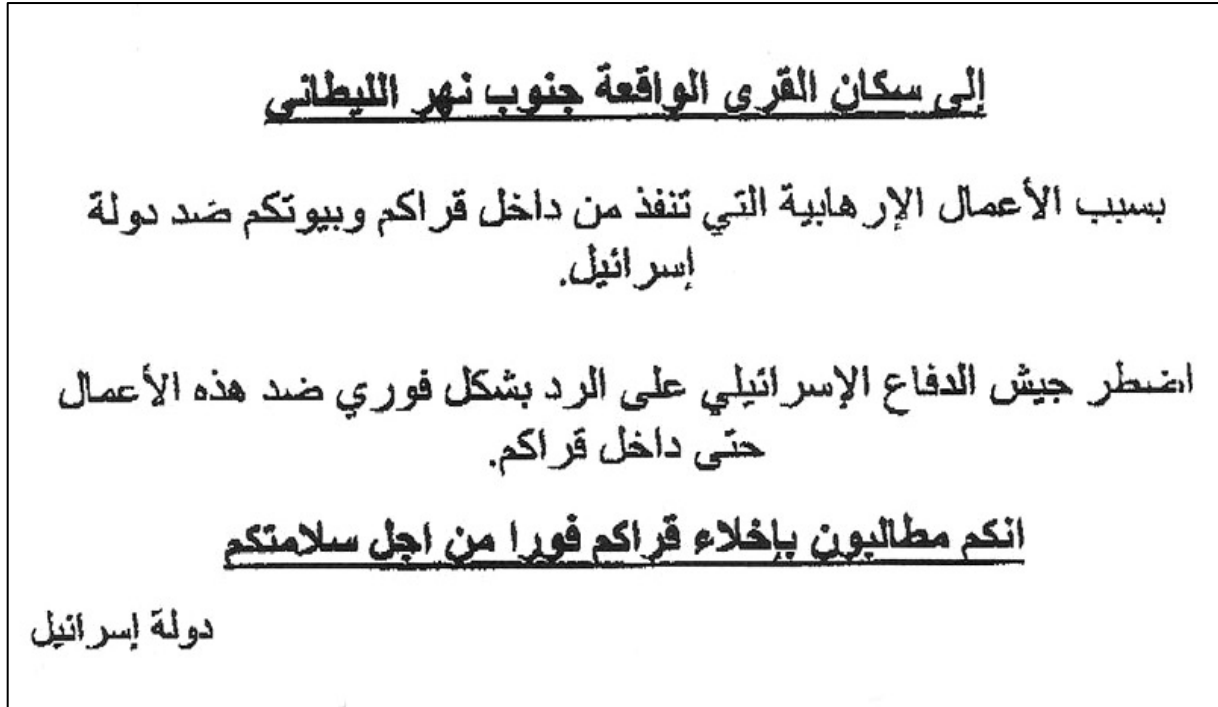 إلى سكان القرى الواقعة جنوب نهر الليطاني
بسبب الأعمال الإرهابية التي تنفذ من داخل قراكم وبيوتكم ضد دولة
إسرائيل.
اضطر جيش الدفاع الإسرائيلي على الرد بشكل فوري ضد هذه الأعمال
حتى داخل قراكم.
انكم مطالبون بإخلاء قراكم فورا من اجل سلامتكم
دولة إسرائيل